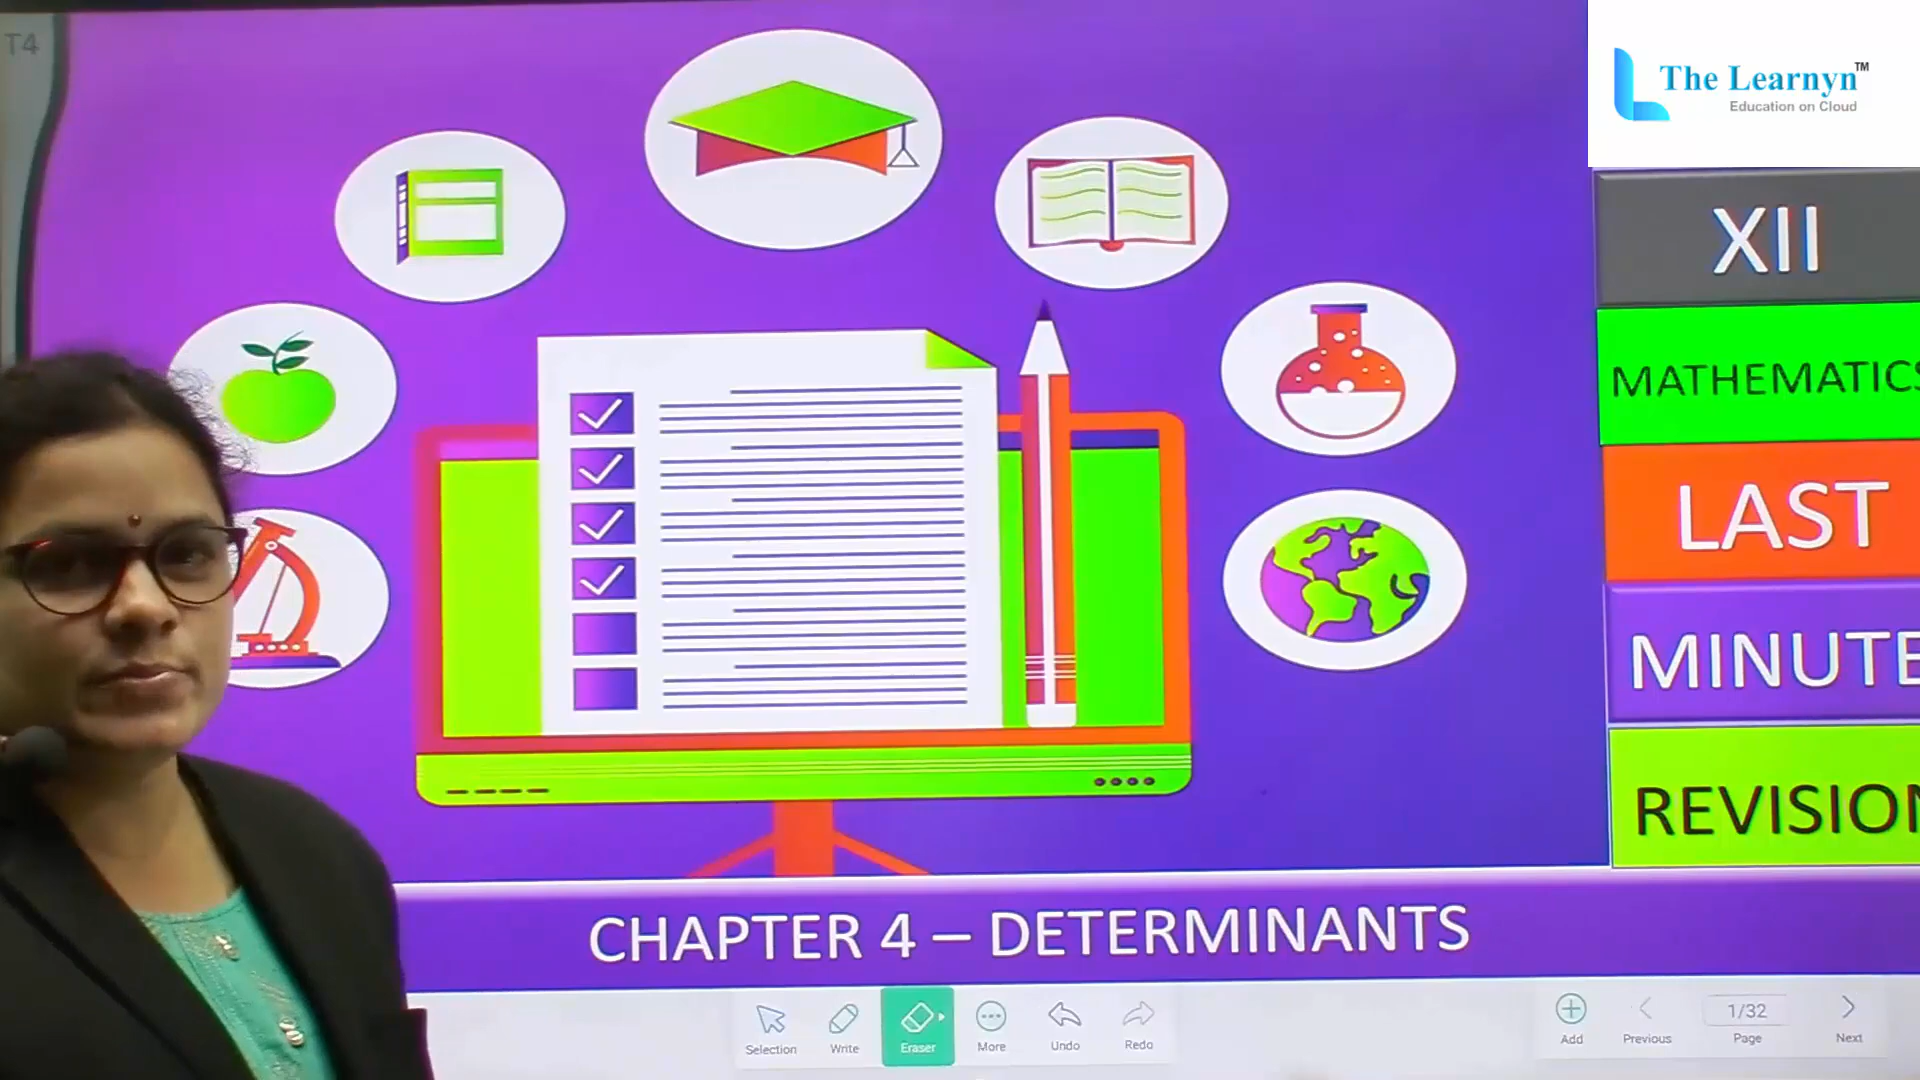 T4
The Learnyn™
Education on Cloud
XII
MATHEMATICS
LAST
MINUTE
REVISION
CHAPTER 4 – DETERMINANTS
Selection
Write
Eraser
More
Undo
Redo
Add
Previous
1/32
Page
Next